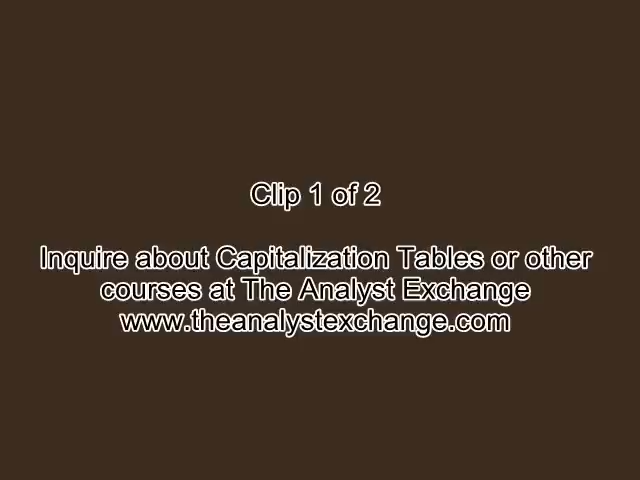 Clip 1 of 2
Inquire about Capitalization Tables or other
courses at The Analyst Exchange
www.theanalystexchange.com